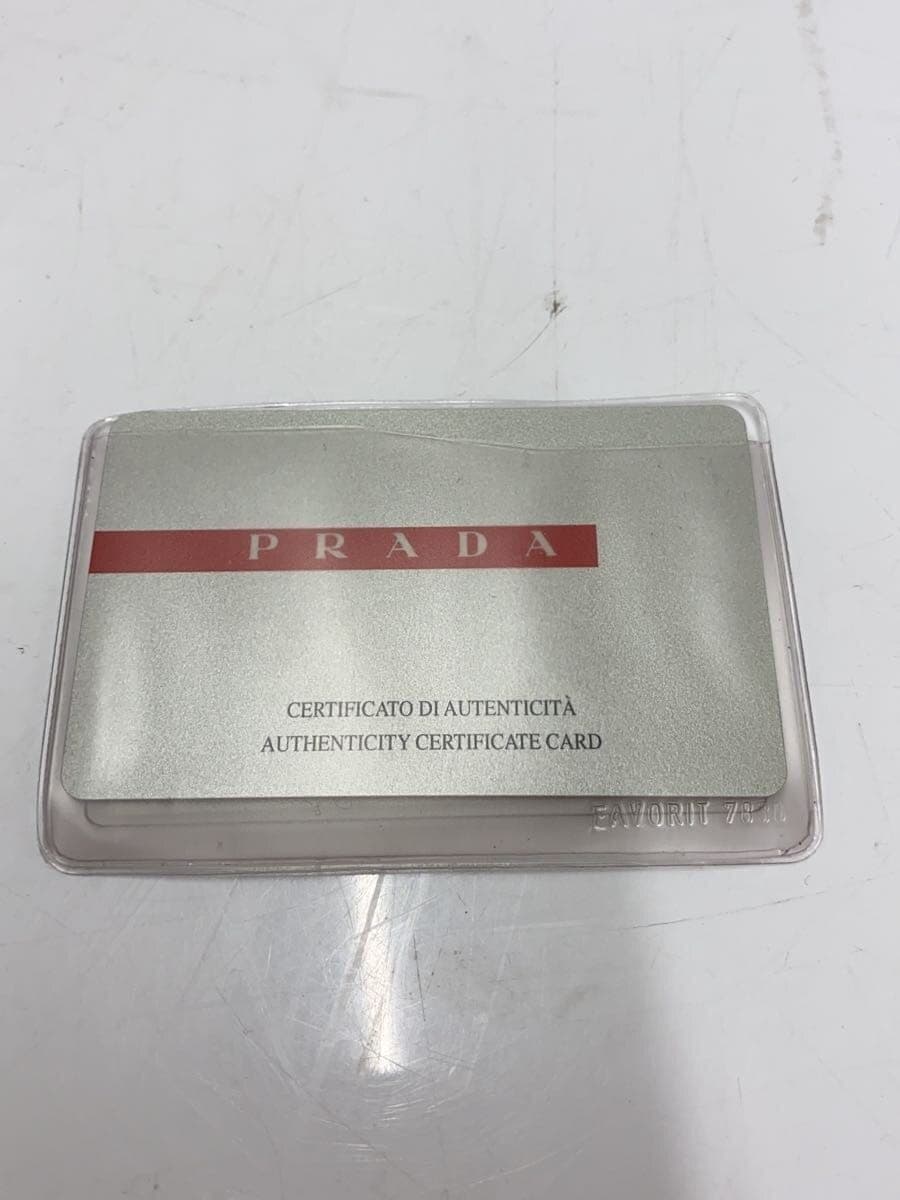 PRADA
CERTIFICATO DI AUTENTICITÀ
AUTHENTICITY CERTIFICATE CARD
FAVORIT